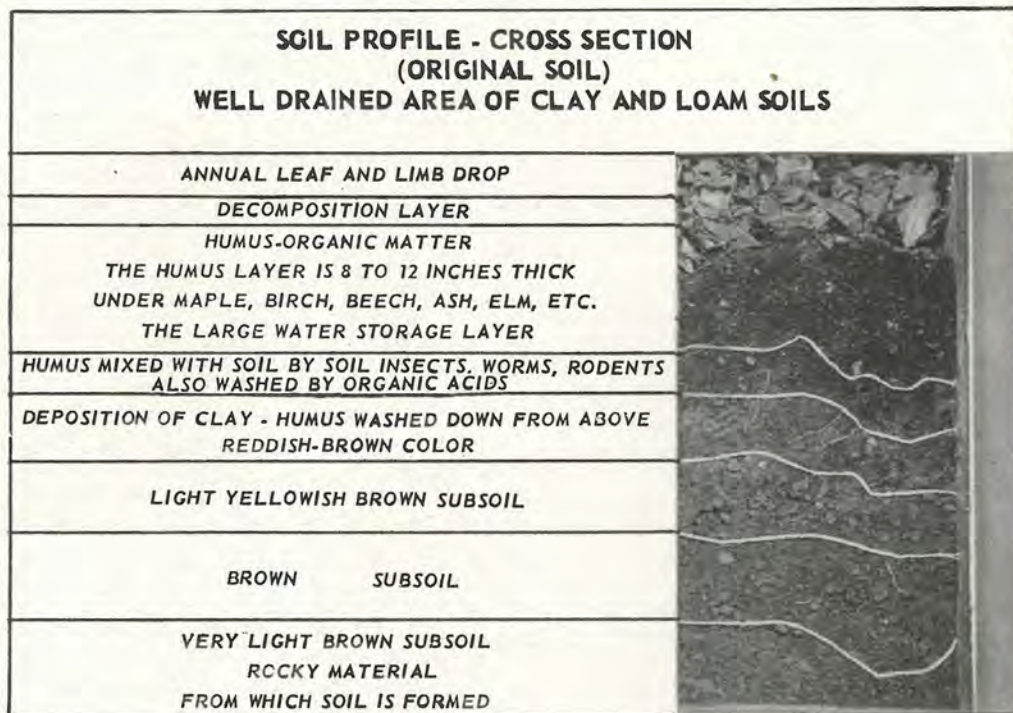 SOIL PROFILE - CROSS SECTION
(ORIGINAL SOIL)
WELL DRAINED AREA OF CLAY AND LOAM SOILS
ANNUAL LEAF AND LIMB DROP
DECOMPOSITION LAYER
HUMUS-ORGANIC MATTER
THE HUMUS LAYER IS 8 TO 12 INCHES THICK
UNDER MAPLE, BIRCH, BEECH, ASH, ELM, ETC.
THE LARGE WATER STORAGE LAYER
HUMUS MIXED WITH SOIL BY SOIL INSECTS. WORMS, RODENTS
ALSO WASHED BY ORGANIC ACIDS
DEPOSITION OF CLAY - HUMUS WASHED DOWN FROM ABOVE
REDDISH-BROWN COLOR
LIGHT YELLOWISH BROWN SUBSOIL
BROWN SUBSOIL
VERY LIGHT BROWN SUBSOIL
ROCKY MATERIAL
FROM WHICH SOIL IS FORMED